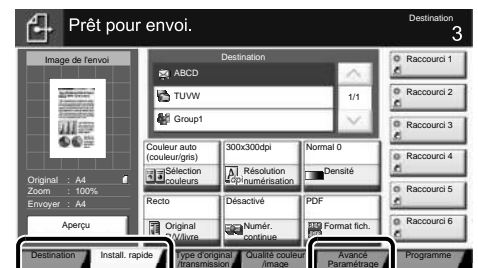 Prêt pour envoi.
Destination
3
Image de l'envoi
Original : A4
Zoom : 100%
Envoyer : A4
Aperçu
Destination
ABCD
TUVW
Group1
1/1
Couleur auto
(couleur/gris)
Sélection
couleurs
300x300dpi
Résolution
numérisation
Normal 0
Densité
Recto
Original
R/V/livre
Désactivé
Numér.
continue
PDF
Format fich.
Raccourci 1
Raccourci 2
Raccourci 3
Raccourci 4
Raccourci 5
Raccourci 6
Destination
Install. rapide
Type d'original
/transmission
Qualité couleur
/image
Avancé
Paramétrage
Programme